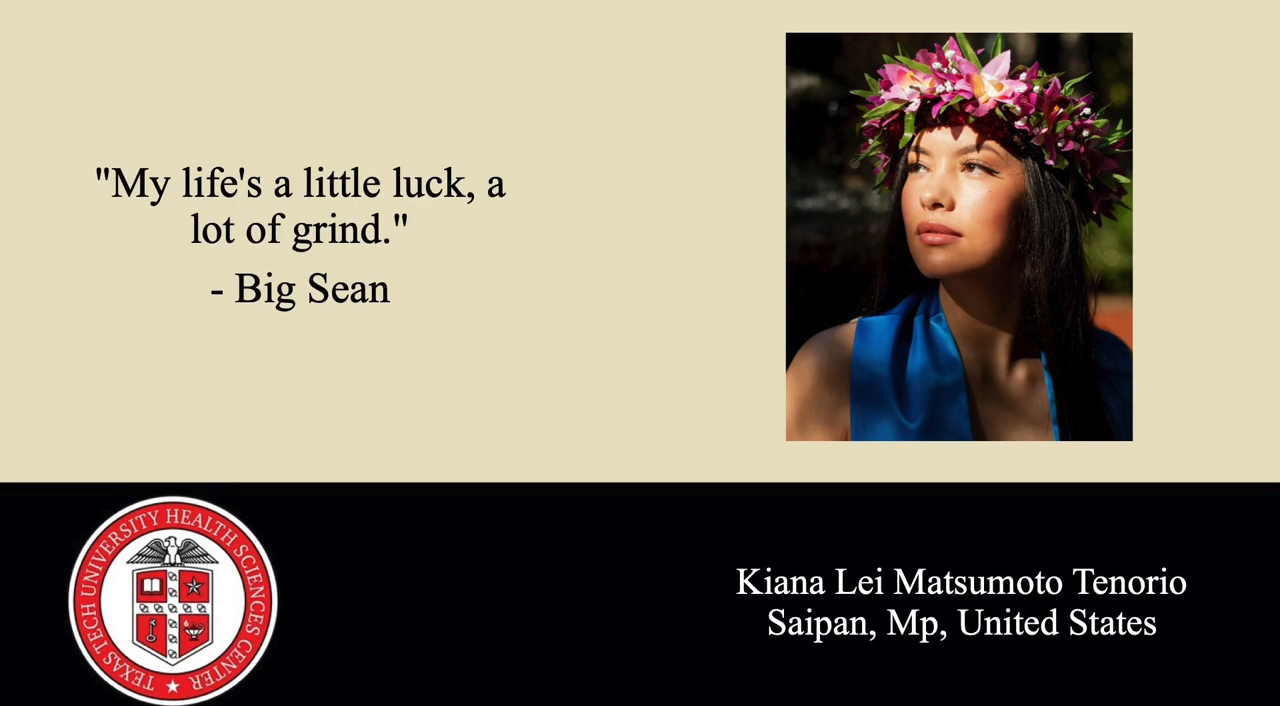 "My life's a little luck, a
lot of grind."
- Big Sean
TEXAS TECH UNIVERSITY HEALTH SCIENCES CENTER
Kiana Lei Matsumoto Tenorio
Saipan, Mp, United States